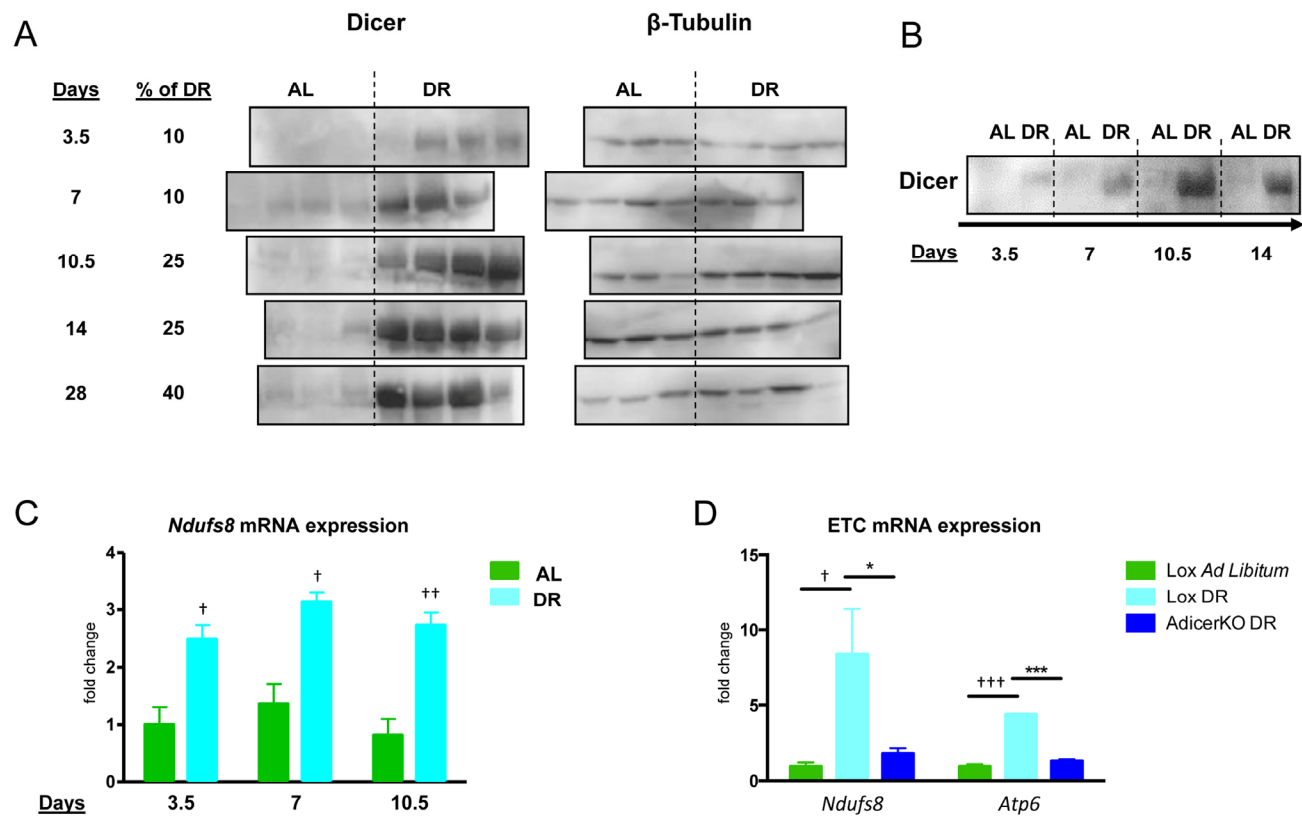 A
Dicer
β-Tubulin
Days
% of DR
AL
DR
AL
DR
3.5
10
7
10
10.5
25
14
25
28
40
B
AL DR AL DR AL DR AL DR
Dicer
Days
3.5
7
10.5
14
C
Ndufs8 mRNA expression
fold change
4
3
2
1
0
†
†
††
AL
DR
Days
3.5
7
10.5
D
ETC mRNA expression
fold change
15
10
5
0
†
*
†††
***
Lox Ad Libitum
Lox DR
AdicerKO DR
Ndufs8
Atp6